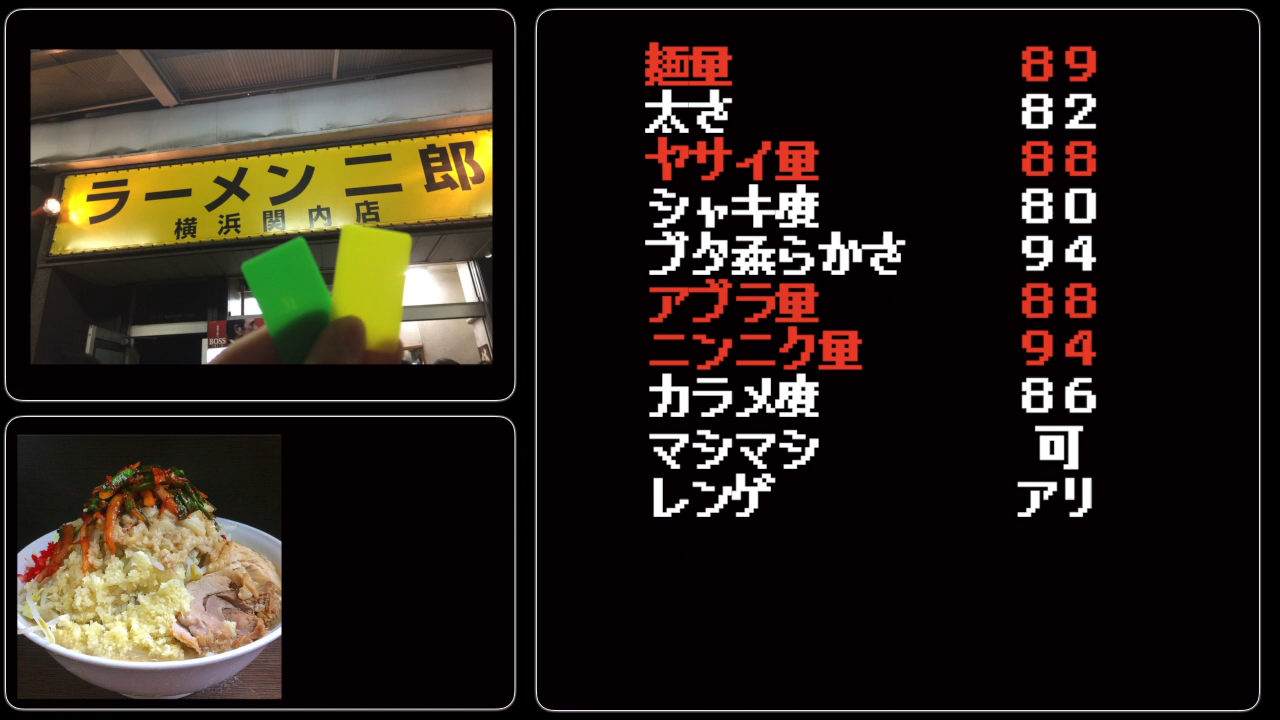 ラーメン二郎
横浜関内店
BOSS
麺量 89
太さ 82
ヤサイ量 88
シャキ度 80
ブタ柔らかさ 94
アブラ量 88
ニンニク量 94
カラメ度 86
マシマシ 可
レンゲ アリ